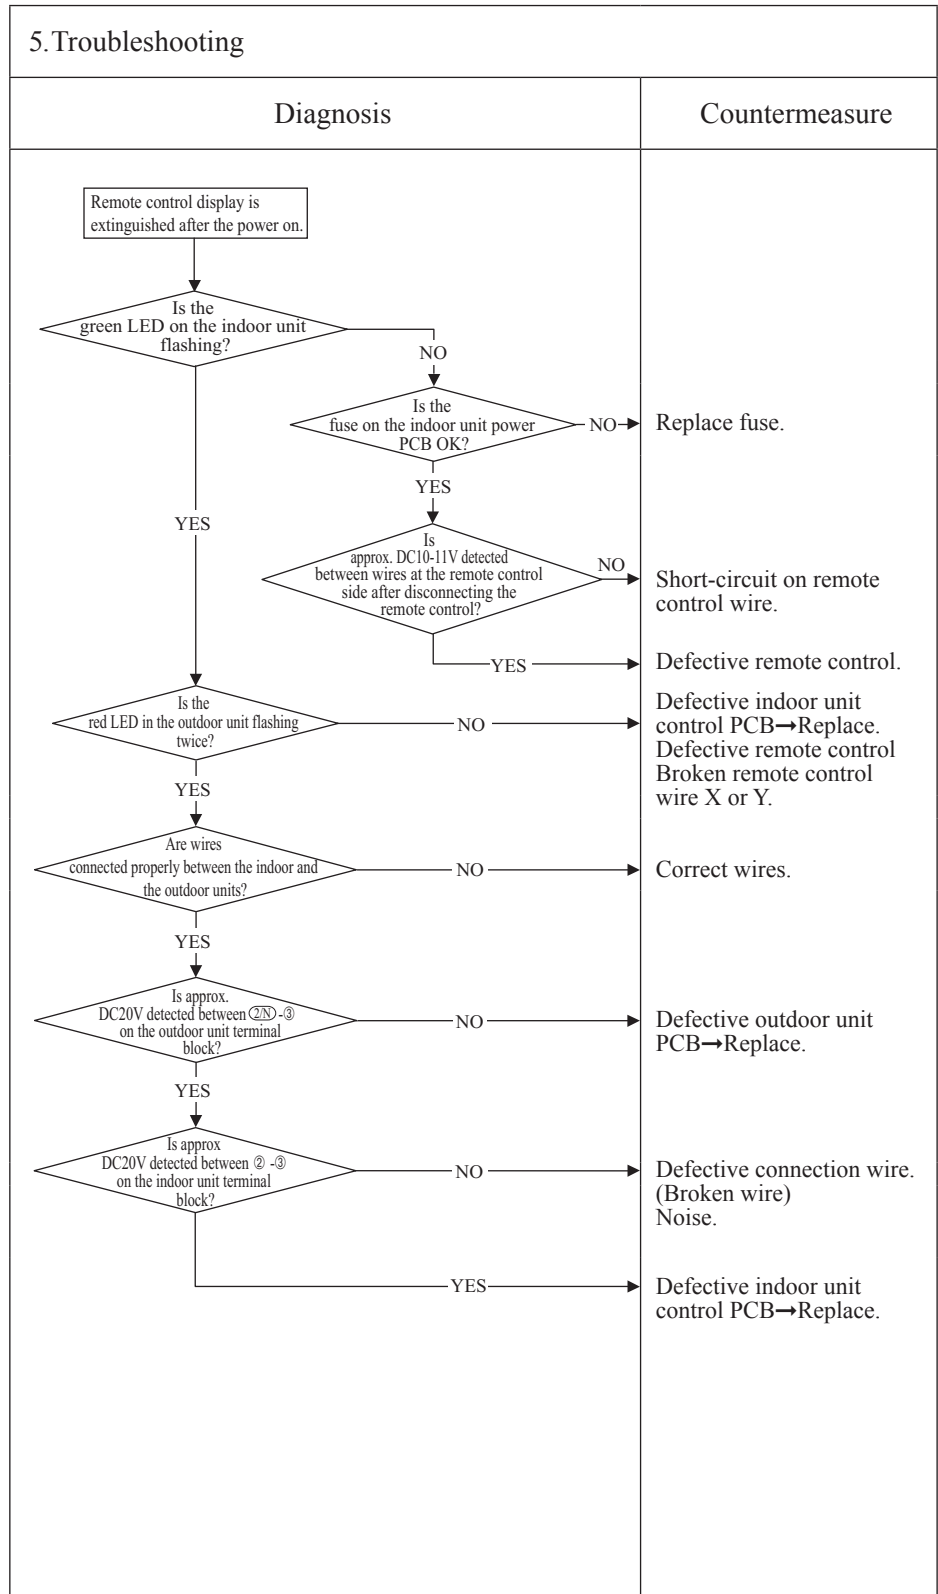 5.Troubleshooting
Diagnosis
Countermeasure
Remote control display is
extinguished after the power on.
Is the
green LED on the indoor unit
flashing?
NO
Is the
fuse on the indoor unit power
PCB OK?
NO
Replace fuse.
YES
YES
Is
approx. DC10-11V detected
between wires at the remote control
side after disconnecting the
remote control?
NO
Short-circuit on remote
control wire.
YES
Defective remote control.
Is the
red LED in the outdoor unit flashing
twice?
NO
Defective indoor unit
control PCB→Replace.
Defective remote control
Broken remote control
wire X or Y.
YES
Are wires
connected properly between the indoor and
the outdoor units?
NO
Correct wires.
YES
Is approx.
DC20V detected between 2/N -③
on the outdoor unit terminal
block?
NO
Defective outdoor unit
PCB→Replace.
YES
Is approx
DC20V detected between ② -③
on the indoor unit terminal
block?
NO
Defective connection wire.
(Broken wire)
Noise.
YES
Defective indoor unit
control PCB→Replace.